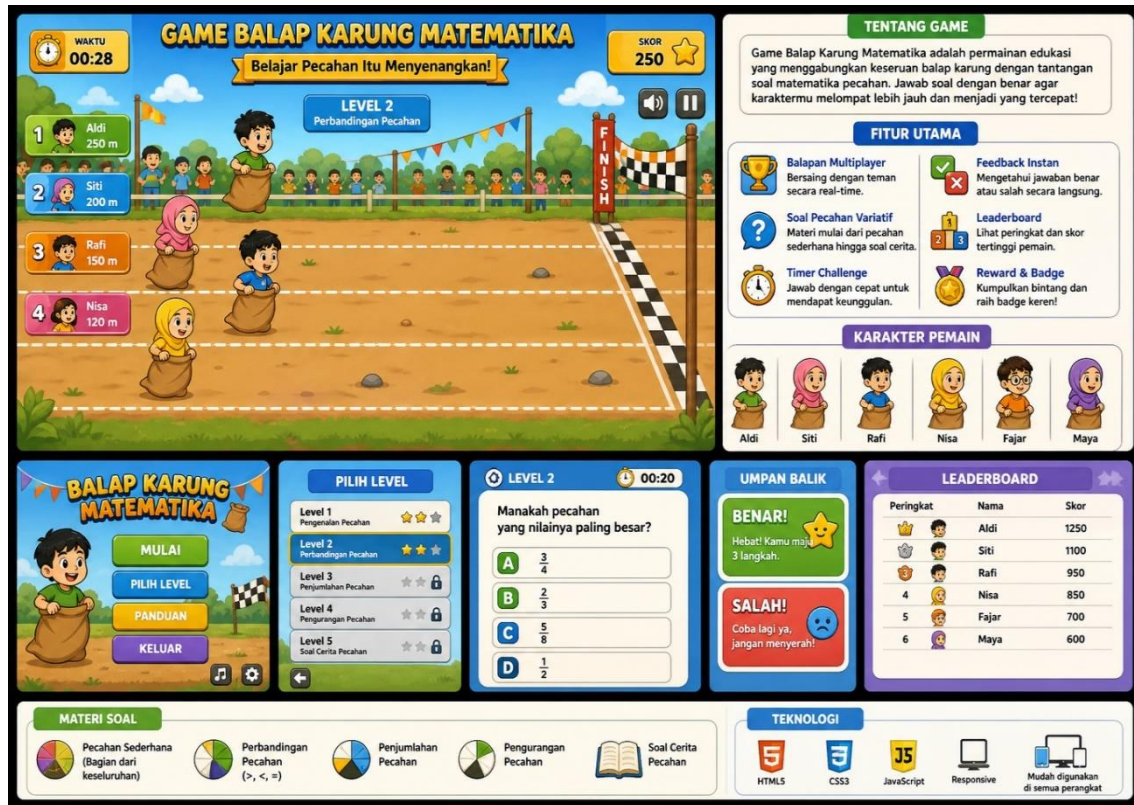 WAKTU
00:28
GAME BALAP KARUNG MATEMATIKA
Belajar Pecahan Itu Menyenangkan!
SKOR
250
LEVEL 2
Perbandingan Pecahan
1 Aldi
250 m
2 Siti
200 m
3 Rafi
150 m
4 Nisa
120 m
FINISH
TENTANG GAME
Game Balap Karung Matematika adalah permainan edukasi
yang menggabungkan keseruan balap karung dengan tantangan
soal matematika pecahan. Jawab soal dengan benar agar
karaktermu melompat lebih jauh dan menjadi yang tercepat!
FITUR UTAMA
Balapan Multiplayer
Bersaing dengan teman
secara real-time.
Feedback Instan
Mengetahui jawaban benar
atau salah secara langsung.
?
Soal Pecahan Variatif
Materi mulai dari pecahan
sederhana hingga soal cerita.
1
2 3
Leaderboard
Lihat peringkat dan skor
tertinggi pemain.
Timer Challenge
Jawab dengan cepat untuk
mendapat keunggulan.
Reward & Badge
Kumpulkan bintang dan
raih badge keren!
KARAKTER PEMAIN
Aldi Siti Rafi Nisa Fajar Maya
BALAP KARUNG
MATEMATIKA
MULAI
PILIH LEVEL
PANDUAN
KELUAR
PILIH LEVEL
Level 1
Pengenalan Pecahan
Level 2
Perbandingan Pecahan
Level 3
Penjumlahan Pecahan
Level 4
Pengurangan Pecahan
Level 5
Soal Cerita Pecahan
LEVEL 2
00:20
Manakah pecahan
yang nilainya paling besar?
A 3/4
B 2/3
C 5/8
D 1/2
UMPAN BALIK
BENAR!
Hebat! Kamu maju
3 langkah.
SALAH!
Coba lagi ya,
jangan menyerah!
LEADERBOARD
Peringkat Nama Skor
1 Aldi 1250
2 Siti 1100
3 Rafi 950
4 Nisa 850
5 Fajar 700
6 Maya 600
MATERI SOAL
Pecahan Sederhana
(Bagian dari
keseluruhan)
Perbandingan
Pecahan
(>, <, =)
Penjumlahan
Pecahan
Pengurangan
Pecahan
Soal Cerita
Pecahan
TEKNOLOGI
5
HTML5
3
CSS3
J5
JavaScript
Responsive
Mudah digunakan
di semua perangkat